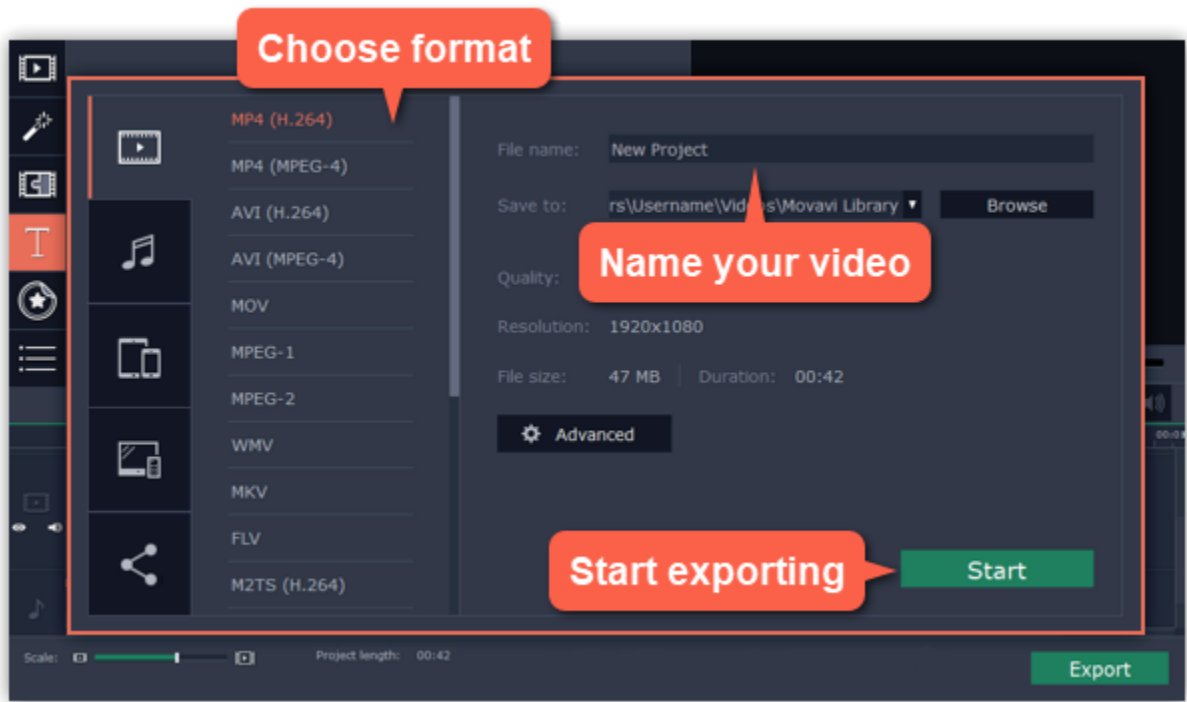 Choose format
MP4 (H.264)
MP4 (MPEG-4)
AVI (H.264)
AVI (MPEG-4)
MOV
MPEG-1
MPEG-2
WMV
MKV
FLV
M2TS (H.264)
File name: New Project
Save to: rs\Username\Videos\Movavi Library Browse
Name your video
Quality:
Resolution: 1920x1080
File size: 47 MB Duration: 00:42
Advanced
Start exporting
Start
Scale: Project length: 00:42
Export